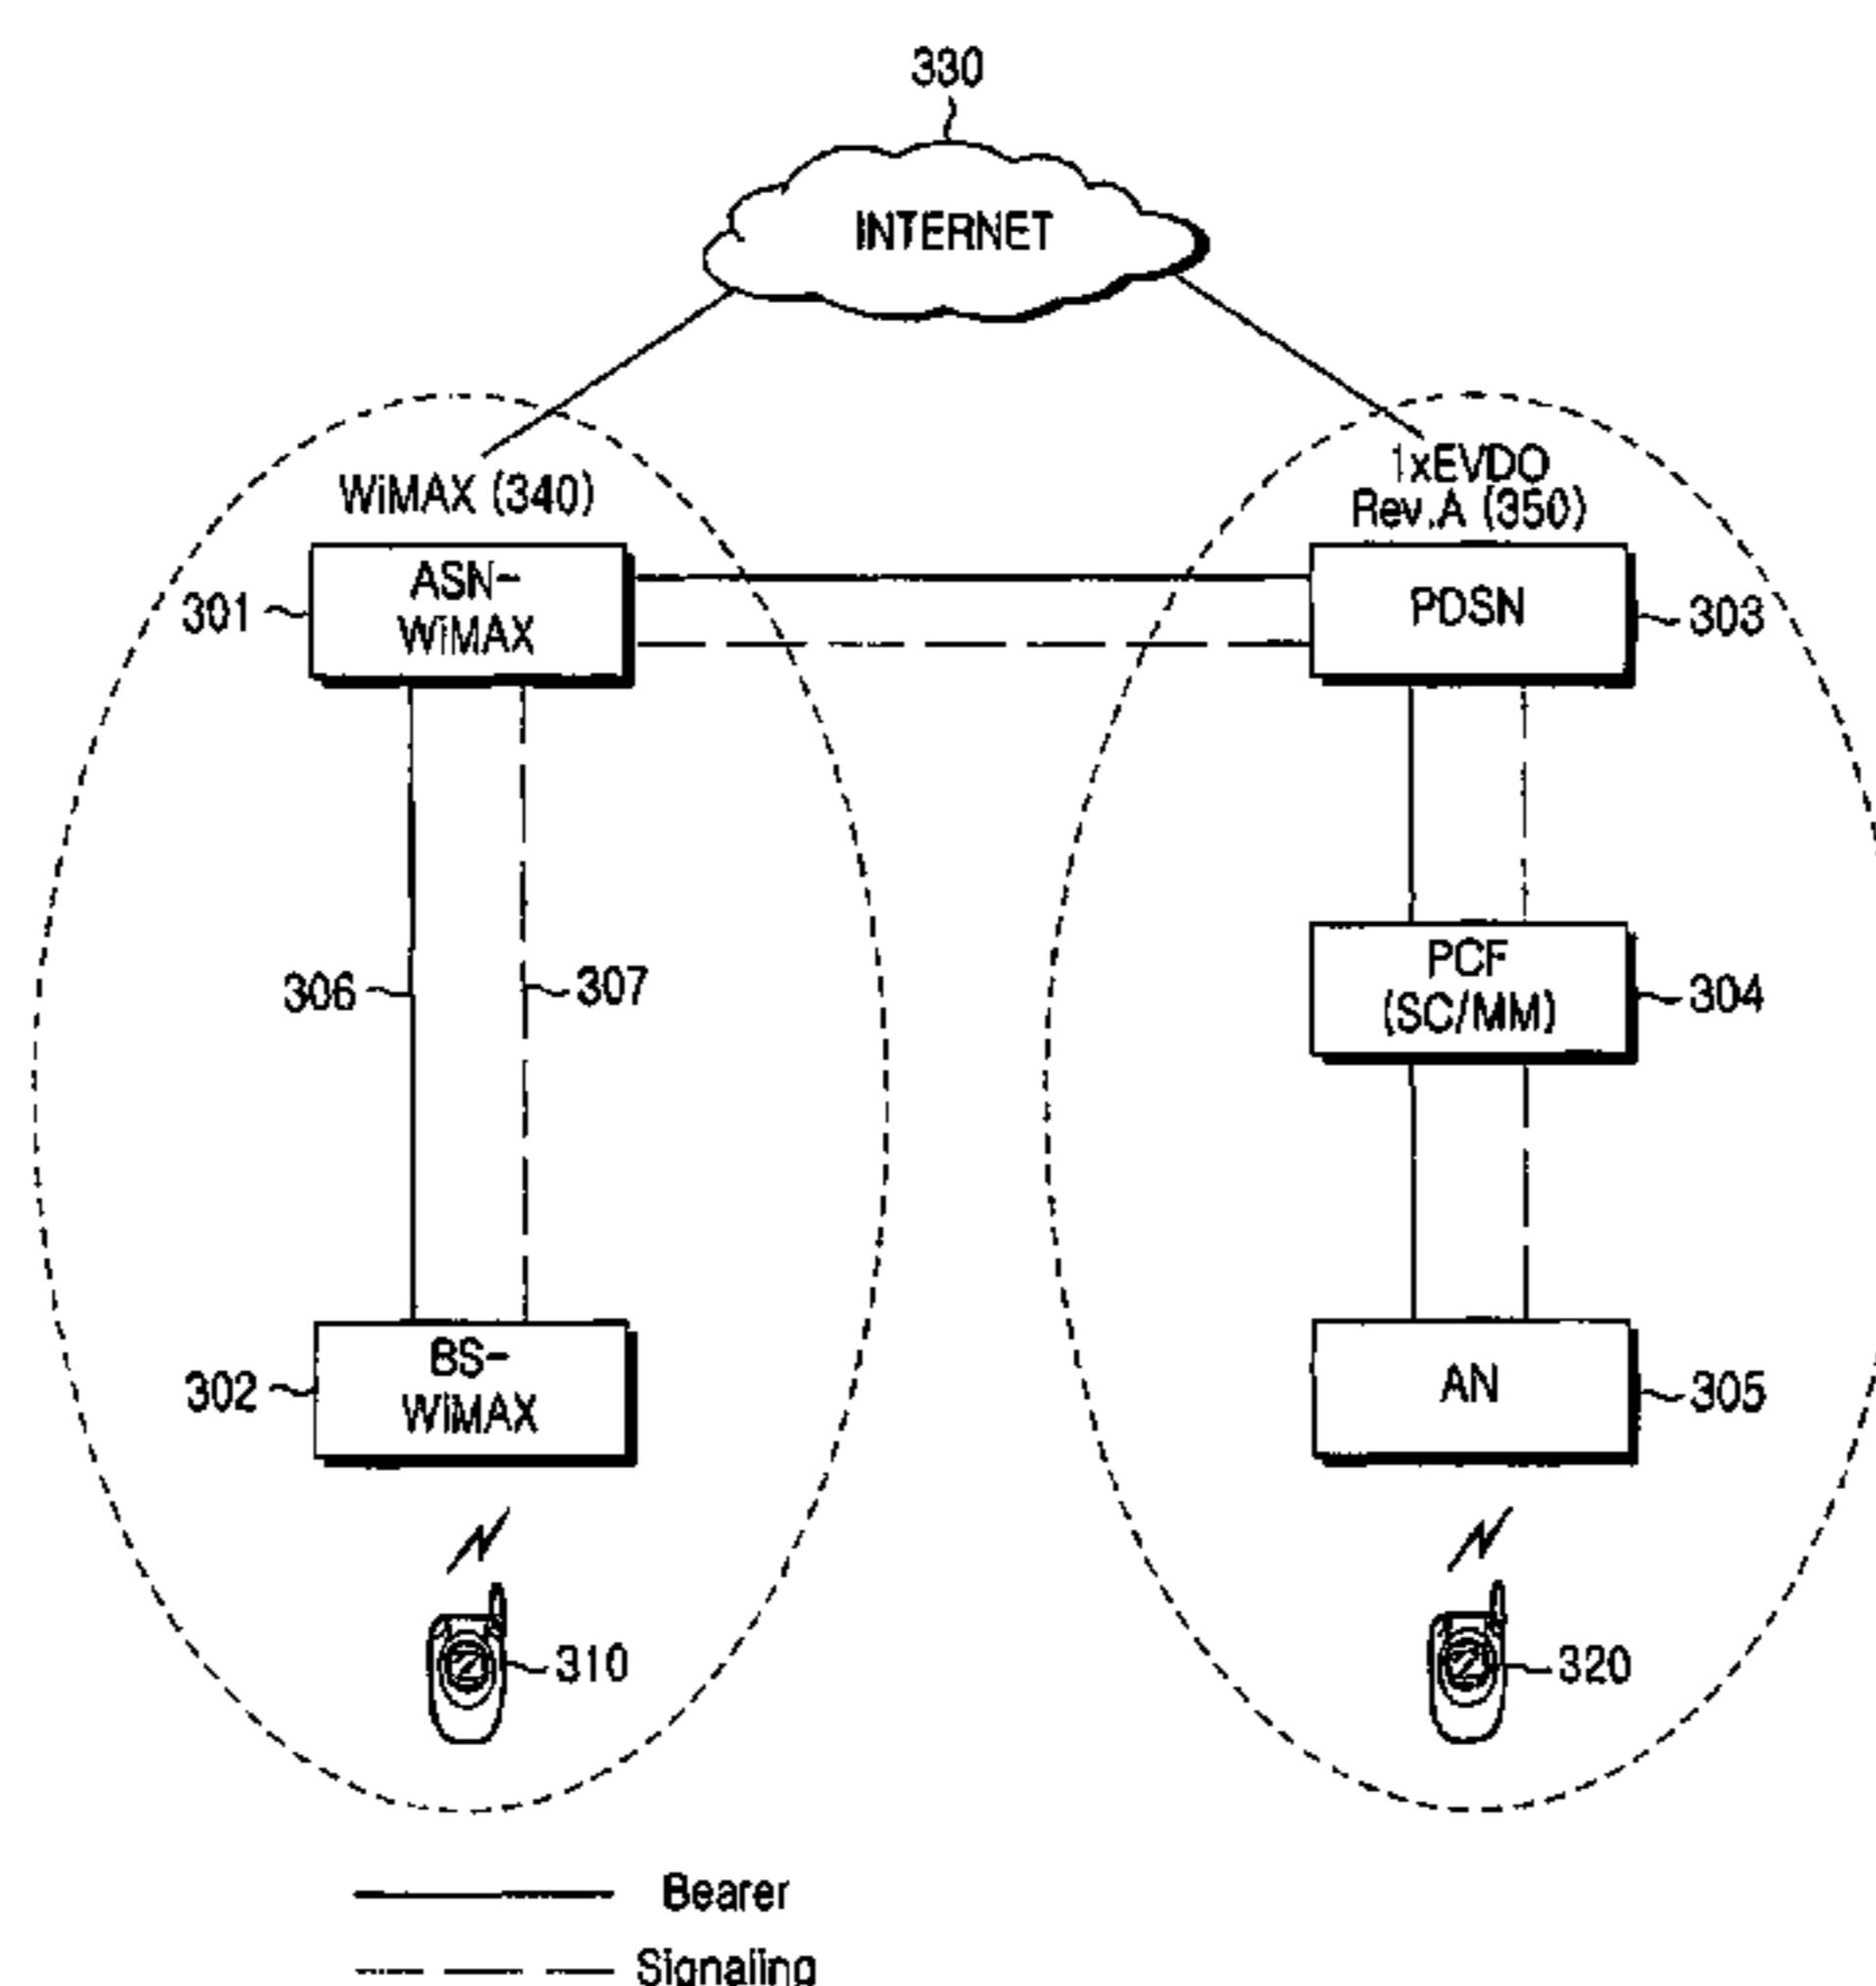 330
INTERNET
WiMAX (340)
1xEVDO
Rev.A (350)
ASN-
WiMAX
301
PDSN
303
306
307
PCF
(SC/MM)
304
302
BS-
WiMAX
AN
305
310
320
Bearer
Signaling